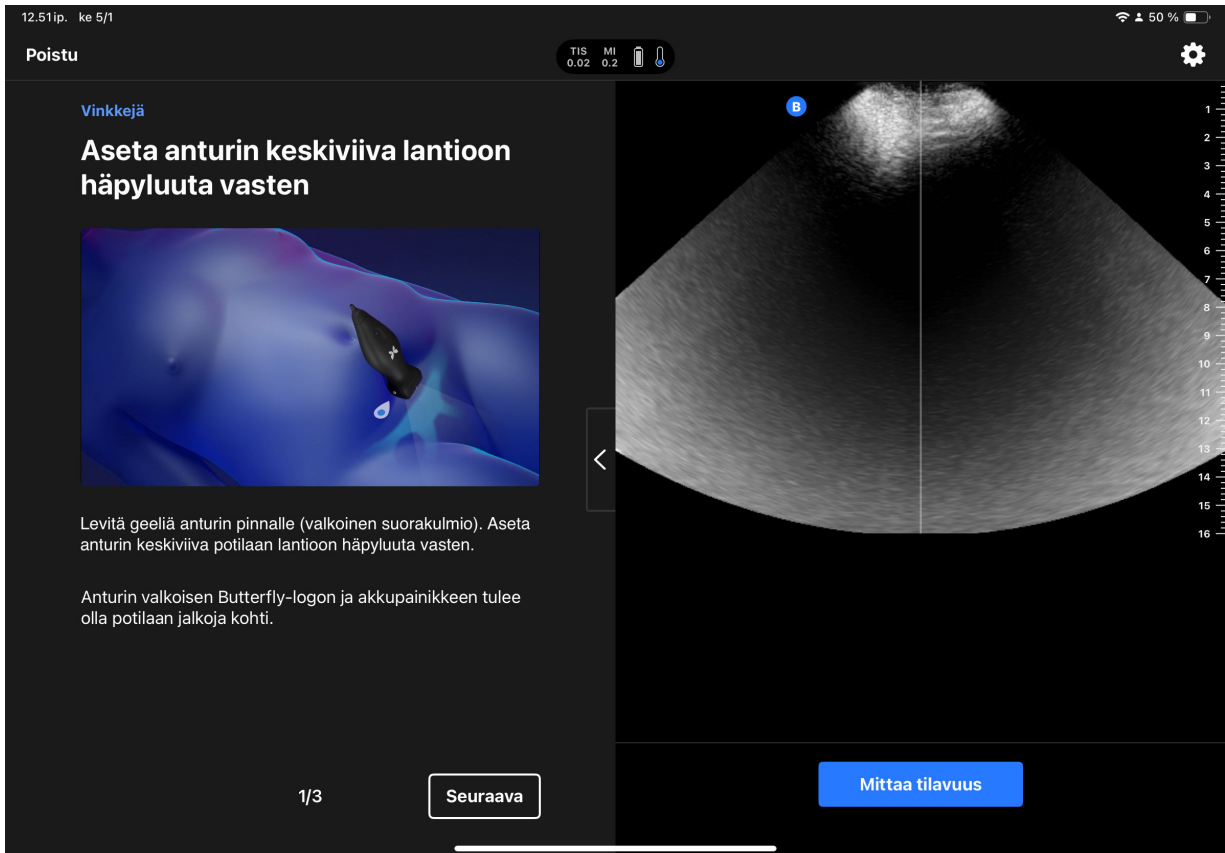 12.51 ip. ke 5/1
50 %
Poistu
TIS MI
0.02 0.2
Vinkkejä
Aseta anturin keskiviiva lantioon
häpyluuta vasten
Levitä geeliä anturin pinnalle (valkoinen suorakulmio). Aseta
anturin keskiviiva potilaan lantioon häpyluuta vasten.
Anturin valkoisen Butterfly-logon ja akkupainikkeen tulee
olla potilaan jalkoja kohti.
1/3
Seuraava
B
1
2
3
4
5
6
7
8
9
10
11
12
13
14
15
16
Mittaa tilavuus